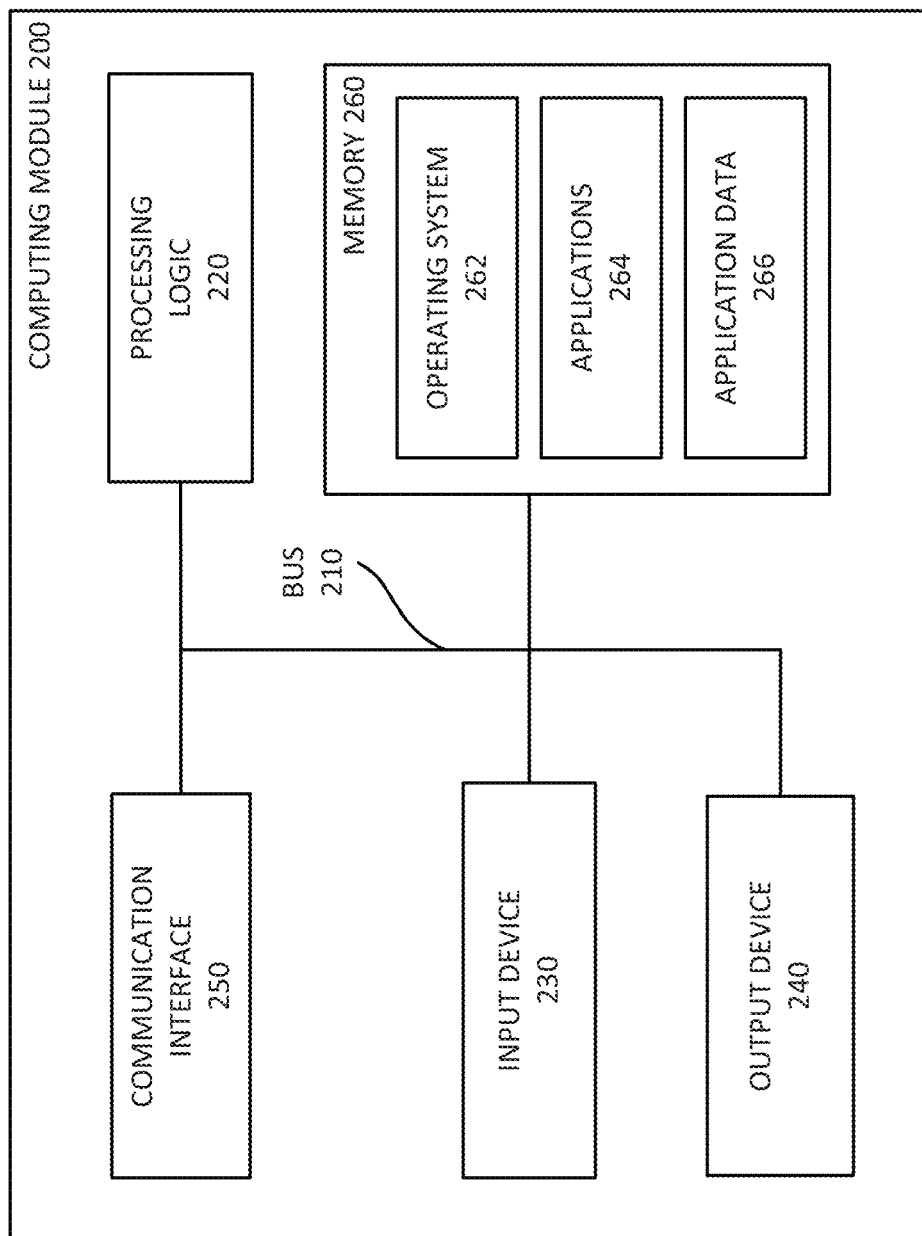 COMPUTING MODULE 200
PROCESSING
LOGIC
220
MEMORY 260
OPERATING SYSTEM
262
APPLICATIONS
264
APPLICATION DATA
266
BUS
210
COMMUNICATION
INTERFACE
250
INPUT DEVICE
230
OUTPUT DEVICE
240